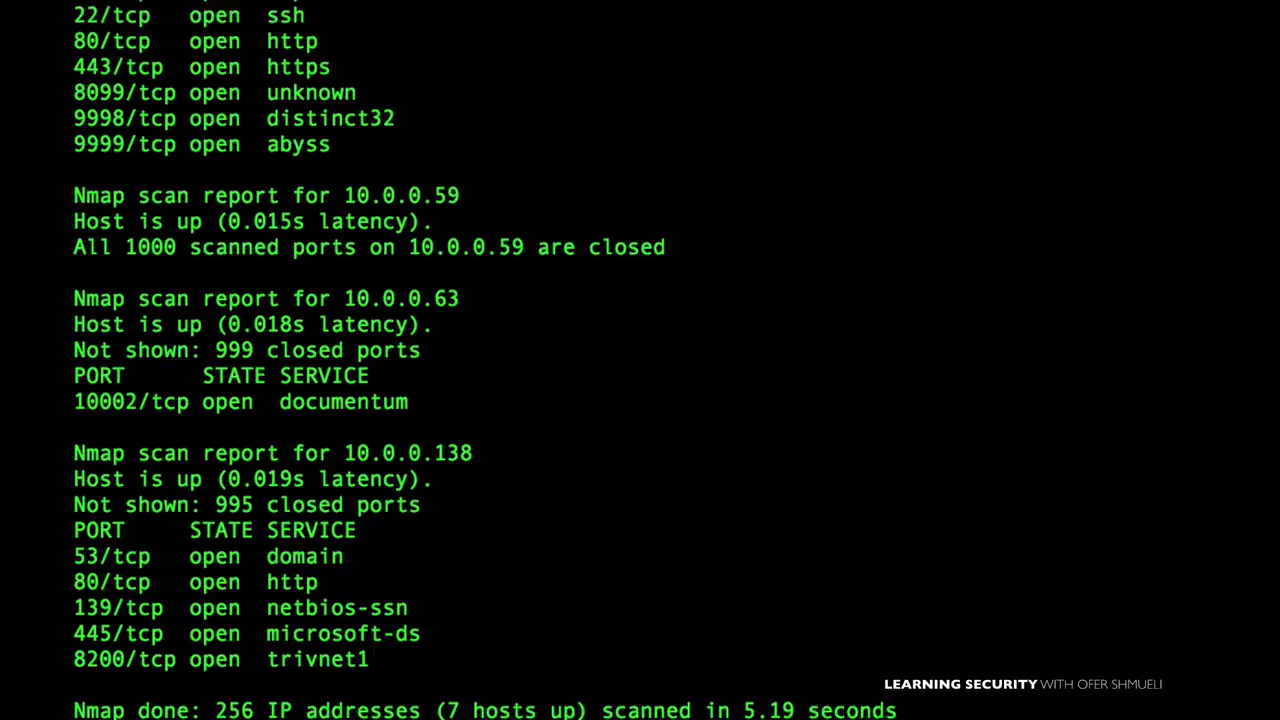 22/tcp   open  ssh
80/tcp   open  http
443/tcp  open  https
8099/tcp open  unknown
9998/tcp open  distinct32
9999/tcp open  abyss
Nmap scan report for 10.0.0.59
Host is up (0.015s latency).
All 1000 scanned ports on 10.0.0.59 are closed
Nmap scan report for 10.0.0.63
Host is up (0.018s latency).
Not shown: 999 closed ports
PORT      STATE SERVICE
10002/tcp open  documentum
Nmap scan report for 10.0.0.138
Host is up (0.019s latency).
Not shown: 995 closed ports
PORT     STATE SERVICE
53/tcp   open  domain
80/tcp   open  http
139/tcp  open  netbios-ssn
445/tcp  open  microsoft-ds
8200/tcp open  trivnet1
LEARNING SECURITY WITH OFER SHMUELI
Nmap done: 256 IP addresses (7 hosts up) scanned in 5.19 seconds